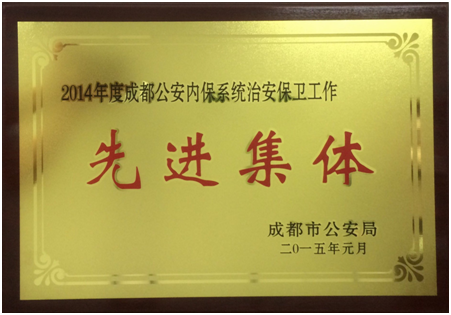 2014年度成都公安内保系统治安保卫工作
先进集体
成都市公安局
二〇一五年元月